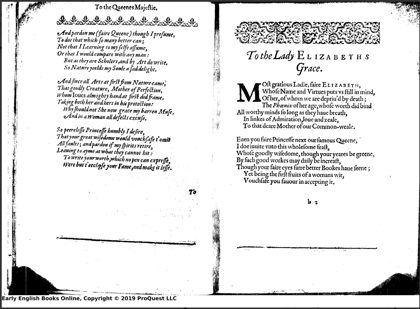 To the Queenes Majestie.
And pardon me (faire Queene) though I presume,
To doe that which so many better can;
Not that I Learning to my selfe assume,
Or that I would compare with any man:
But as they are Scholers, and by Art do write,
So Nature yeelds my Soule a sad delight.
And since all Arts at first from Nature came,
That goodly Creature, Mother of Perfection,
Whom Ioues almighty hand at first did frame,
Taking both her and hers in his protection:
Why should not She now grace my barren Muse,
And in a Woman all defects excuse.
So peerelesse Princesse humbly I desire,
That your great wisedome would vouchsafe t'omit
All faults; and pardon if my spirits retire,
Leauing to ayme at what they cannot hit:
To write your worth, which no pen can expresse,
Were but t'ecclipse your Fame, and make it lesse.
To
To the Lady ELIZABETHS
Grace.
MOst gratious Ladie, faire ELIZABETH,
Whose Name and Virtues puts vs still in mind,
Of her, of whom we are depriu'd by death;
The Phœnix of her age, whose worth did bind
All worthy minds so long as they haue breath,
In linkes of Admiration, loue and zeale,
To that deare Mother of our Common-weale.
Euen you faire Princesse next our famous Queene,
I doe inuite vnto this wholesome feast,
Whose goodly wisedome, though your yeares be greene,
By such good workes may daily be increast,
Though your faire eyes farre better Bookes haue seene;
Yet being the first fruits of a womans wit,
Vouchsafe you fauour in accepting it.
b 2
Early English Books Online, Copyright © 2019 ProQuest LLC